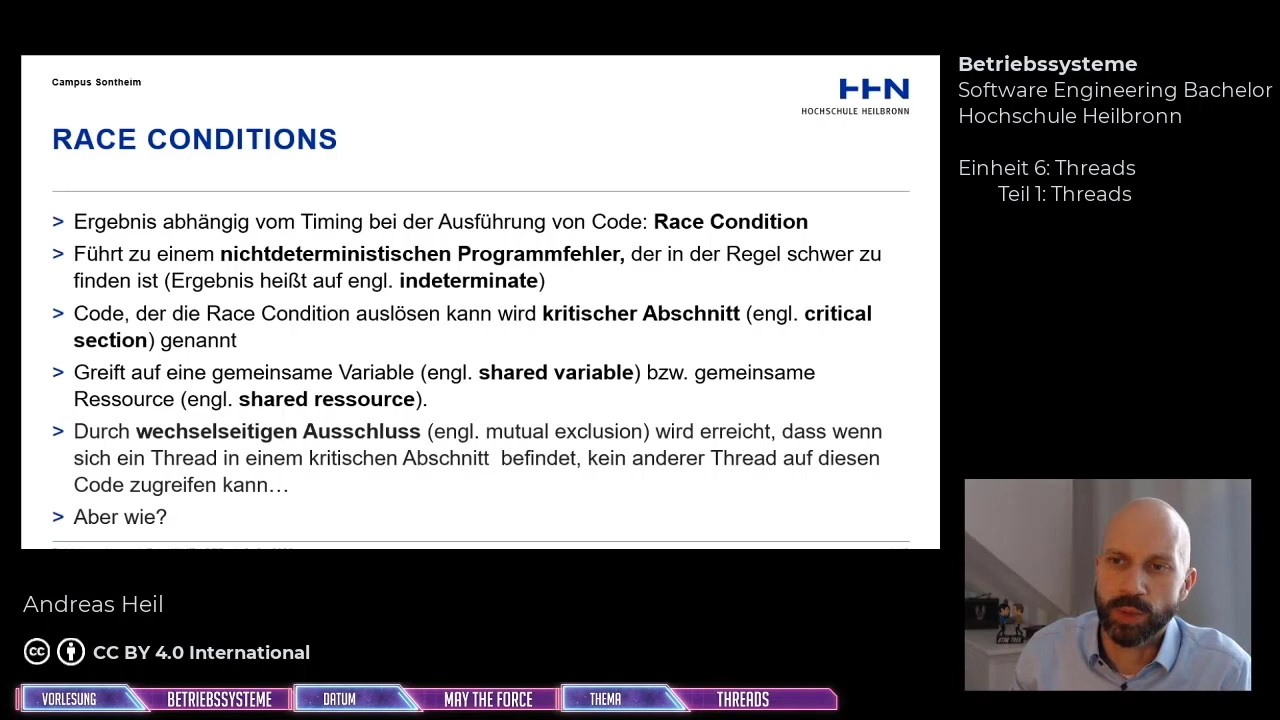 Campus Sontheim
HHN
HOCHSCHULE HEILBRONN
RACE CONDITIONS
> Ergebnis abhängig vom Timing bei der Ausführung von Code: Race Condition
> Führt zu einem nichtdeterministischen Programmfehler, der in der Regel schwer zu
finden ist (Ergebnis heißt auf engl. indeterminate)
> Code, der die Race Condition auslösen kann wird kritischer Abschnitt (engl. critical
section) genannt
> Greift auf eine gemeinsame Variable (engl. shared variable) bzw. gemeinsame
Ressource (engl. shared ressource).
> Durch wechselseitigen Ausschluss (engl. mutual exclusion) wird erreicht, dass wenn
sich ein Thread in einem kritischen Abschnitt  befindet, kein anderer Thread auf diesen
Code zugreifen kann…
> Aber wie?
Betriebssysteme
Software Engineering Bachelor
Hochschule Heilbronn
Einheit 6: Threads
Teil 1: Threads
STAR TREK
Andreas Heil
cc
CC BY 4.0 International
VORLESUNG
BETRIEBSSYSTEME
DATUM
MAY THE FORCE
THEMA
THREADS